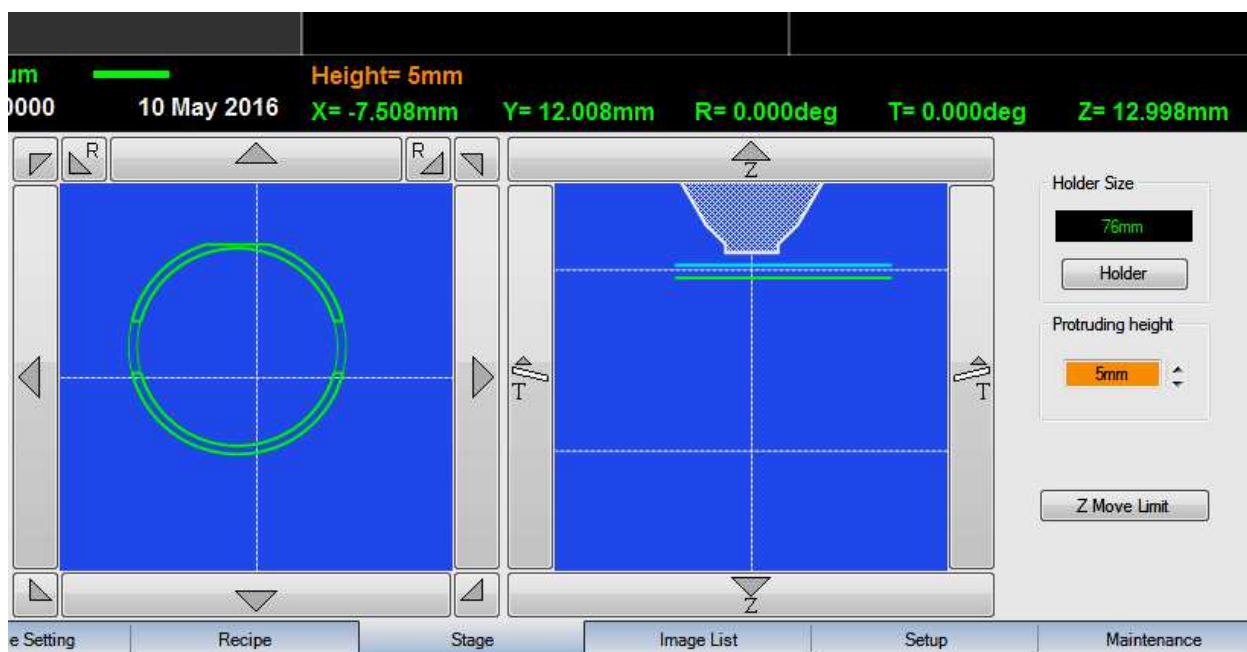 um
Height= 5mm
0000 10 May 2016 X= -7.508mm Y= 12.008mm R= 0.000deg T= 0.000deg Z= 12.998mm
R R Z
Holder Size
76mm
Holder
Protruding height
5mm
T T
Z Move Limit
Z
e Setting Recipe Stage Image List Setup Maintenance